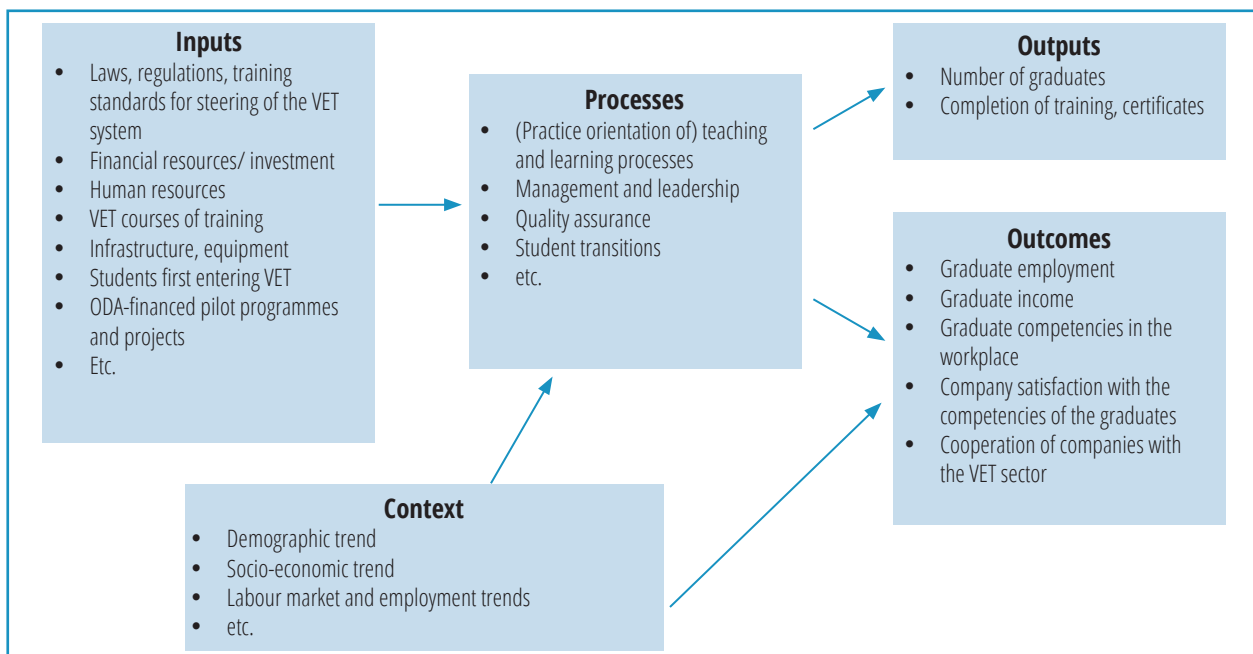 Inputs
• Laws, regulations, training
standards for steering of the VET
system
• Financial resources/ investment
• Human resources
• VET courses of training
• Infrastructure, equipment
• Students first entering VET
• ODA-financed pilot programmes
and projects
• Etc.
Processes
• (Practice orientation of) teaching
and learning processes
• Management and leadership
• Quality assurance
• Student transitions
• etc.
Outputs
• Number of graduates
• Completion of training, certificates
Outcomes
• Graduate employment
• Graduate income
• Graduate competencies in the
workplace
• Company satisfaction with the
competencies of the graduates
• Cooperation of companies with
the VET sector
Context
• Demographic trend
• Socio-economic trend
• Labour market and employment trends
• etc.